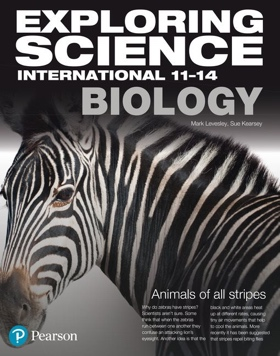 EXPLORING
SCIENCE
INTERNATIONAL 11-14
BIOLOGY
Mark Levesley, Sue Kearsey
Animals of all stripes
Why do zebras have stripes?
Scientists aren't sure. Some
think that when the zebras
run between one another they
confuse an attacking lion's
eyesight. Another idea is that the
black and white areas heat
up at different rates, causing
tiny air movements that help
to cool the animals. More
recently it has been suggested
that stripes repel biting flies
Pearson